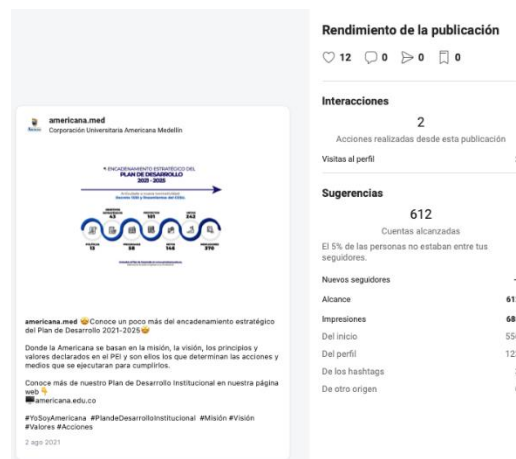 americana.med
Corporación Universitaria Americana Medellín
ENCADENAMIENTO ESTRATÉGICO DEL
PLAN DE DESARROLLO
2021 - 2025
americana.med 🤩Conoce un poco más del encadenamiento estratégico
del Plan de Desarrollo 2021-2025🤩
Donde la Americana se basan en la misión, la visión, los principios y
valores declarados en el PEI y son ellos los que determinan las acciones y
medios que se ejecutaran para cumplirlos.
Conoce más de nuestro Plan de Desarrollo Institucional en nuestra página
web 👇
🖥americana.edu.co
#YoSoyAmericana #PlandeDesarrolloInstitucional #Misión #Visión
#Valores #Acciones
2 ago 2021
Rendimiento de la publicación
12 0 0 0
Interacciones
2
Acciones realizadas desde esta publicación
Visitas al perfil
Sugerencias
612
Cuentas alcanzadas
El 5% de las personas no estaban entre tus
seguidores.
Nuevos seguidores
Alcance
Impresiones
Del inicio
Del perfil
De los hashtags
De otro origen